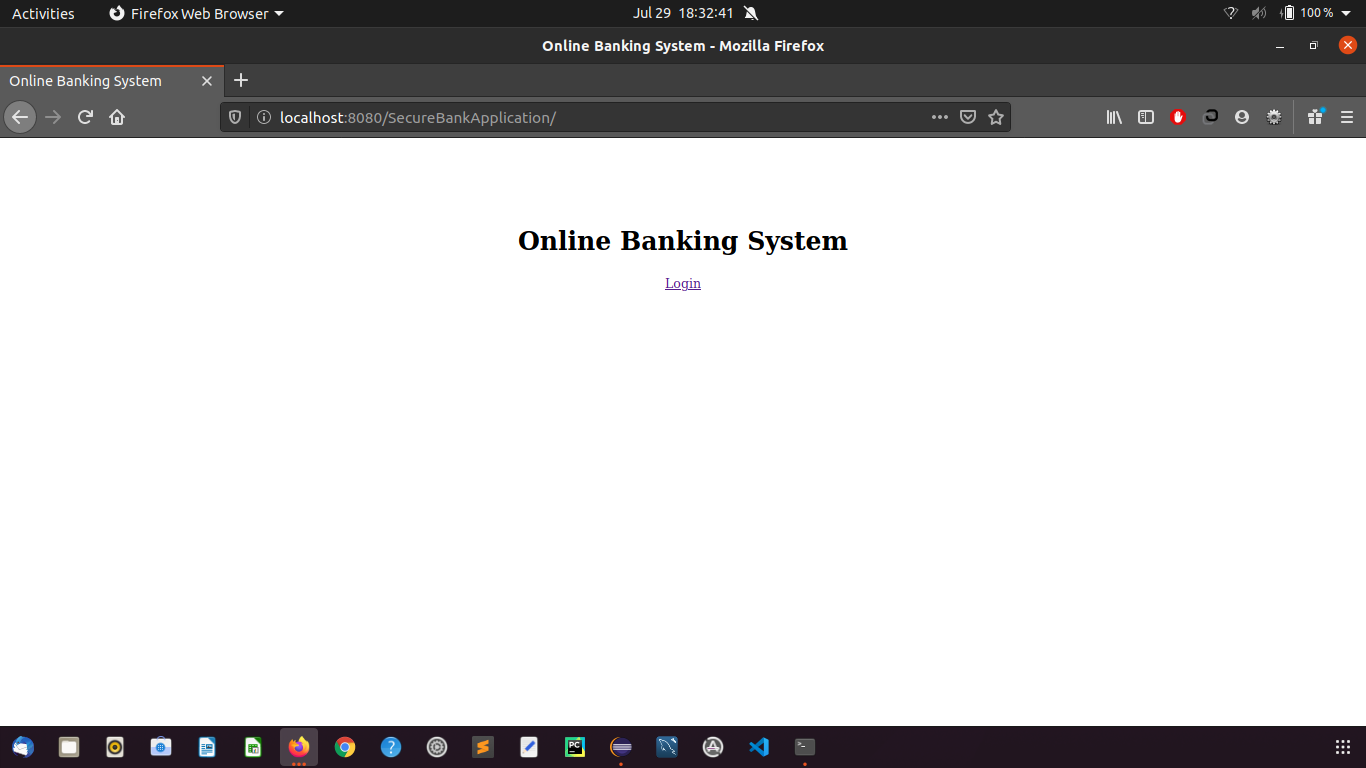 Activities Firefox Web Browser Jul 29 18:32:41 100 %
Online Banking System - Mozilla Firefox
Online Banking System
localhost:8080/SecureBankApplication/
Online Banking System
Login
PC